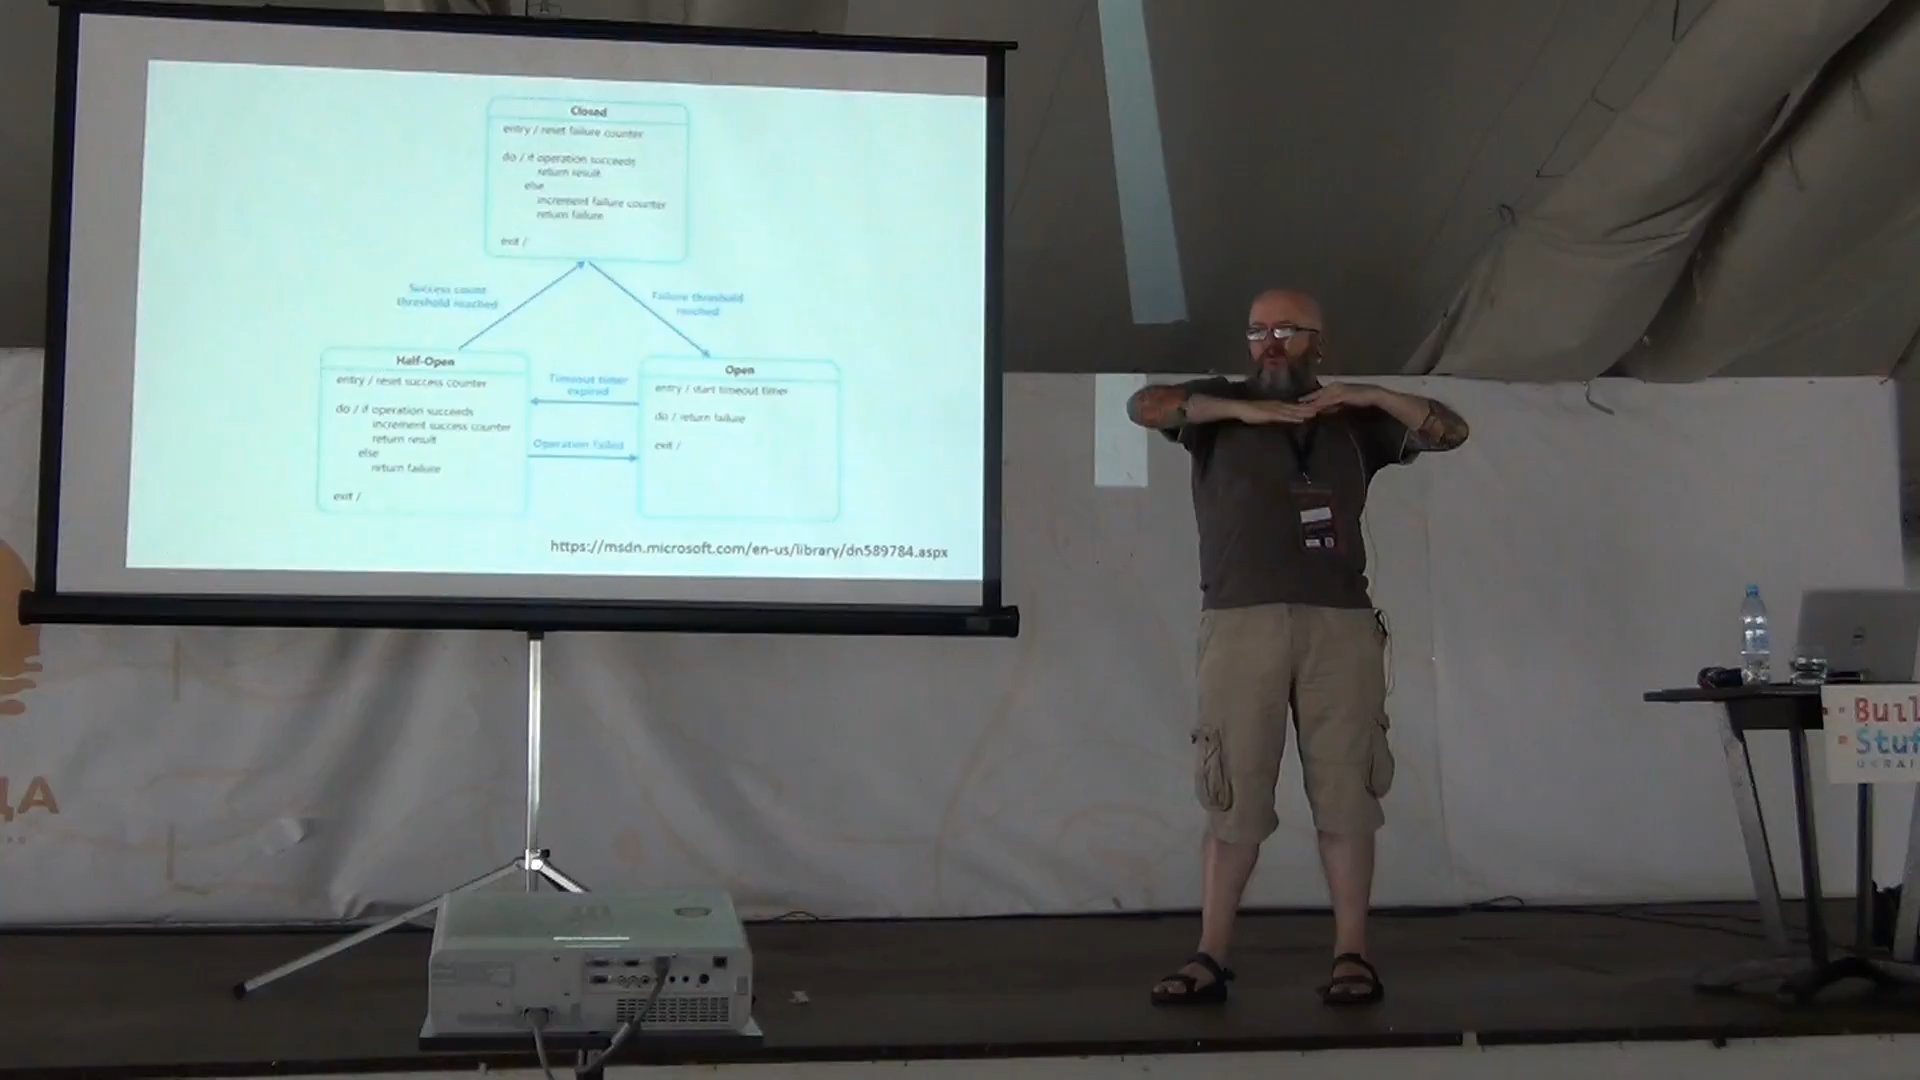 Closed
entry / reset failure counter
do / if operation succeeds
return result
else
increment failure counter
return failure
exit /
Success count
threshold reached
Failure threshold
reached
Half-Open
entry / reset success counter
do / if operation succeeds
increment success counter
return result
else
return failure
exit /
Timeout timer
expired
Operation Failed
Open
entry / start timeout timer
do / return failure
exit /
https://msdn.microsoft.com/en-us/library/dn589784.aspx
ДА
Buil
Stuf
UKRAI